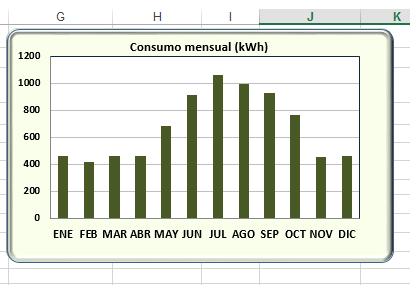 G H I J K
Consumo mensual (kWh)
1200
1000
800
600
400
200
0
ENE FEB MAR ABR MAY JUN JUL AGO SEP OCT NOV DIC